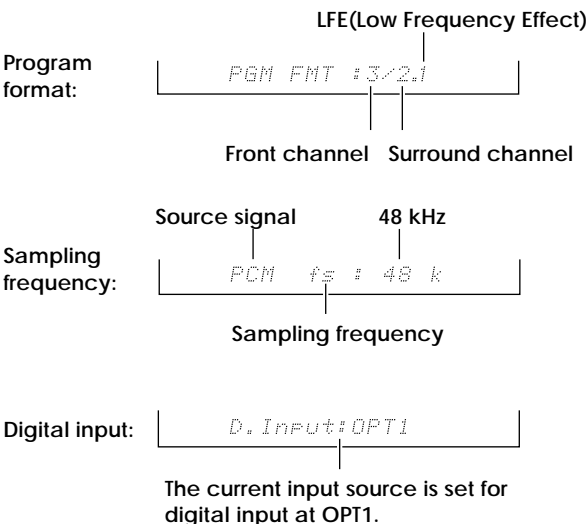 LFE(Low Frequency Effect)
Program
format:
PGM FMT :3/2.1
Front channel Surround channel
Source signal 48 kHz
Sampling
frequency:
PCM fs : 48 k
Sampling frequency
Digital input:
D.Input:OPT1
The current input source is set for
digital input at OPT1.